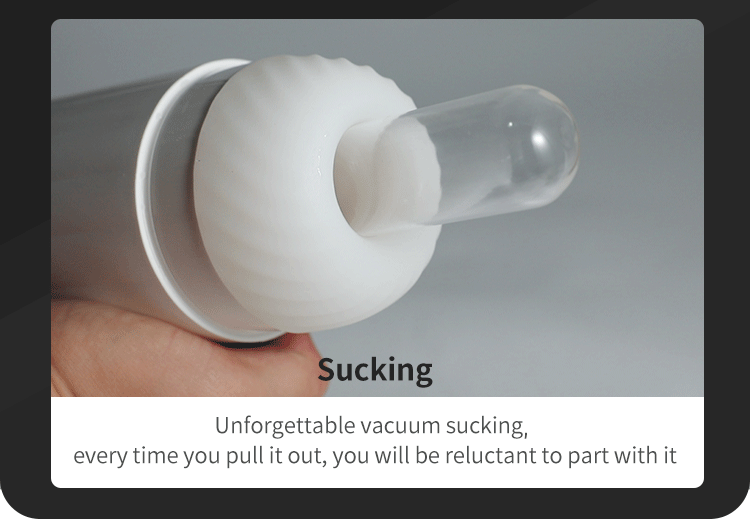 Sucking
Unforgettable vacuum sucking,
every time you pull it out, you will be reluctant to part with it